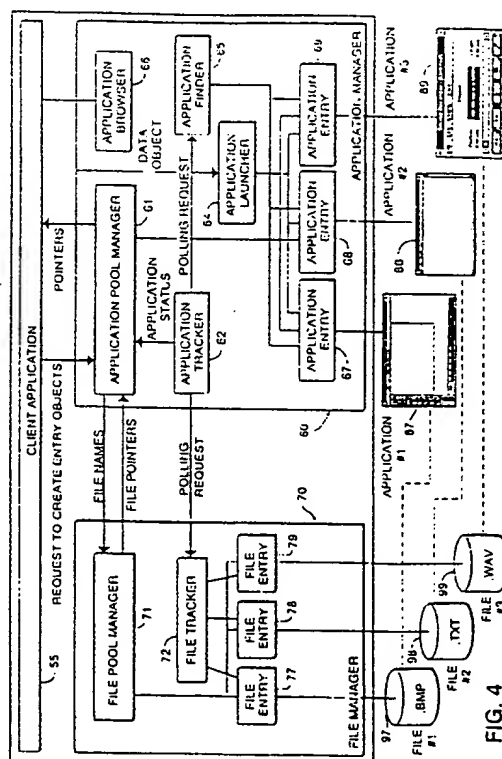 CLIENT APPLICATION
55
REQUEST TO CREATE ENTRY OBJECTS
POINTERS
FILE NAMES
FILE POINTERS
POLLING
REQUEST
FILE POOL MANAGER
71
70
FILE TRACKER
72
FILE ENTRY
77
FILE ENTRY
78
FILE ENTRY
79
FILE MANAGER
APPLICATION POOL MANAGER
61
APPLICATION
STATUS
APPLICATION
TRACKER
62
POLLING REQUEST
DATA
OBJECT
APPLICATION
BROWSER
66
APPLICATION
FINDER
65
APPLICATION
LAUNCHER
64
APPLICATION
ENTRY
67
APPLICATION
ENTRY
68
APPLICATION
ENTRY
69
60
APPLICATION MANAGER
APPLICATION
#1
87
APPLICATION
#2
88
APPLICATION
#3
89
97
.BMP
FILE
#1
98
.TXT
FILE
#2
99
.WAV
FILE
#3
FIG. 4